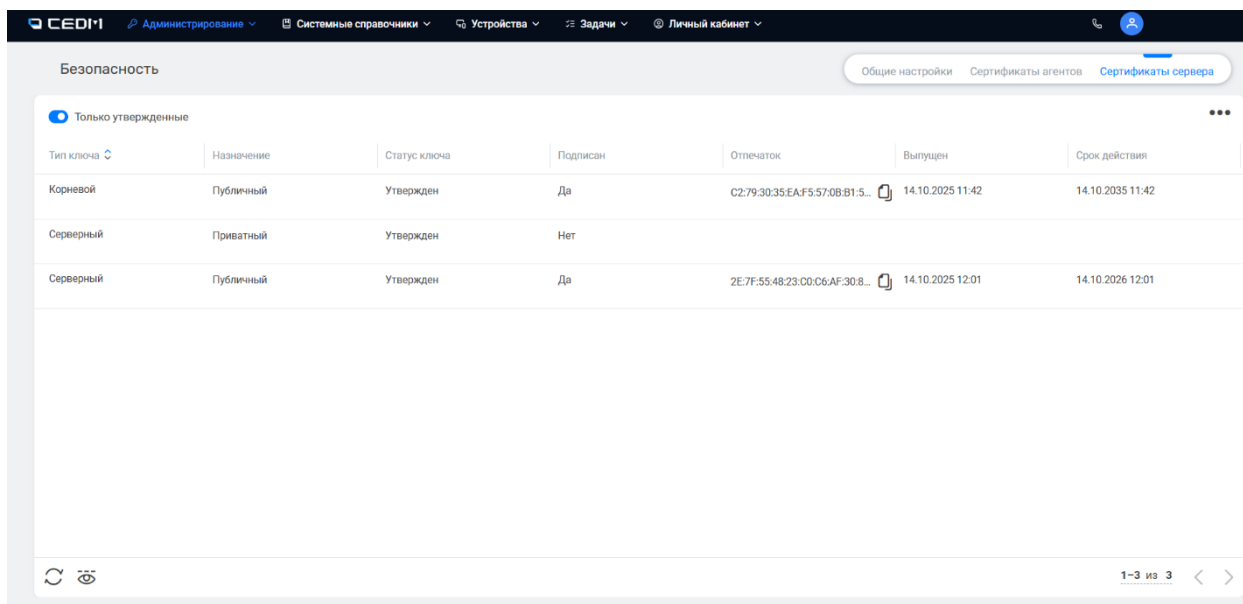 CEDM Администрирование Системные справочники Устройства Задачи Личный кабинет
Безопасность Общие настройки Сертификаты агентов Сертификаты сервера
Только утвержденные
Тип ключа Назначение Статус ключа Подписан Отпечаток Выпущен Срок действия
Корневой Публичный Утвержден Да C2:79:30:35:EA:F5:57:0B:B1:5... 14.10.2025 11:42 14.10.2035 11:42
Серверный Приватный Утвержден Нет
Серверный Публичный Утвержден Да 2E:7F:55:48:23:C0:C6:AF:30:8... 14.10.2025 12:01 14.10.2026 12:01
1-3 из 3